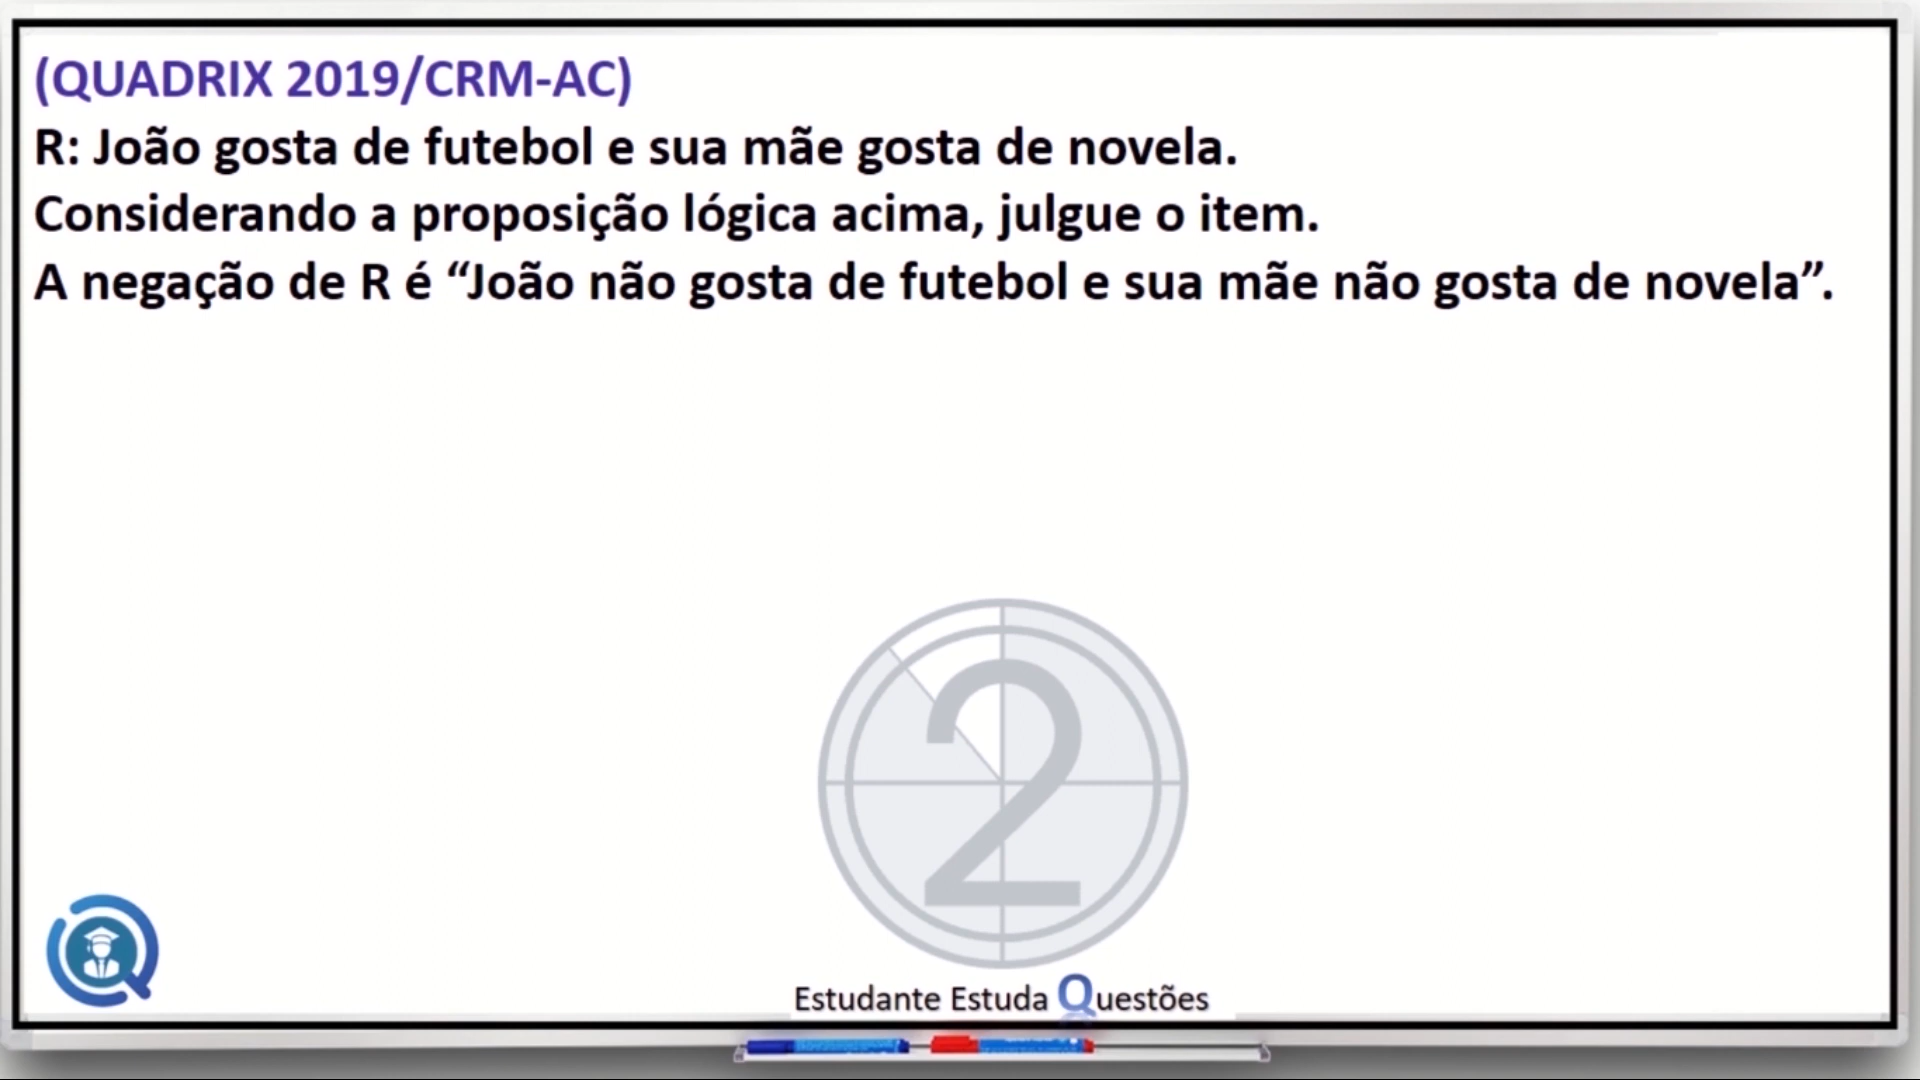 (QUADRIX 2019/CRM-AC)
R: João gosta de futebol e sua mãe gosta de novela.
Considerando a proposição lógica acima, julgue o item.
A negação de R é “João não gosta de futebol e sua mãe não gosta de novela”.
2
Estudante Estuda Questões